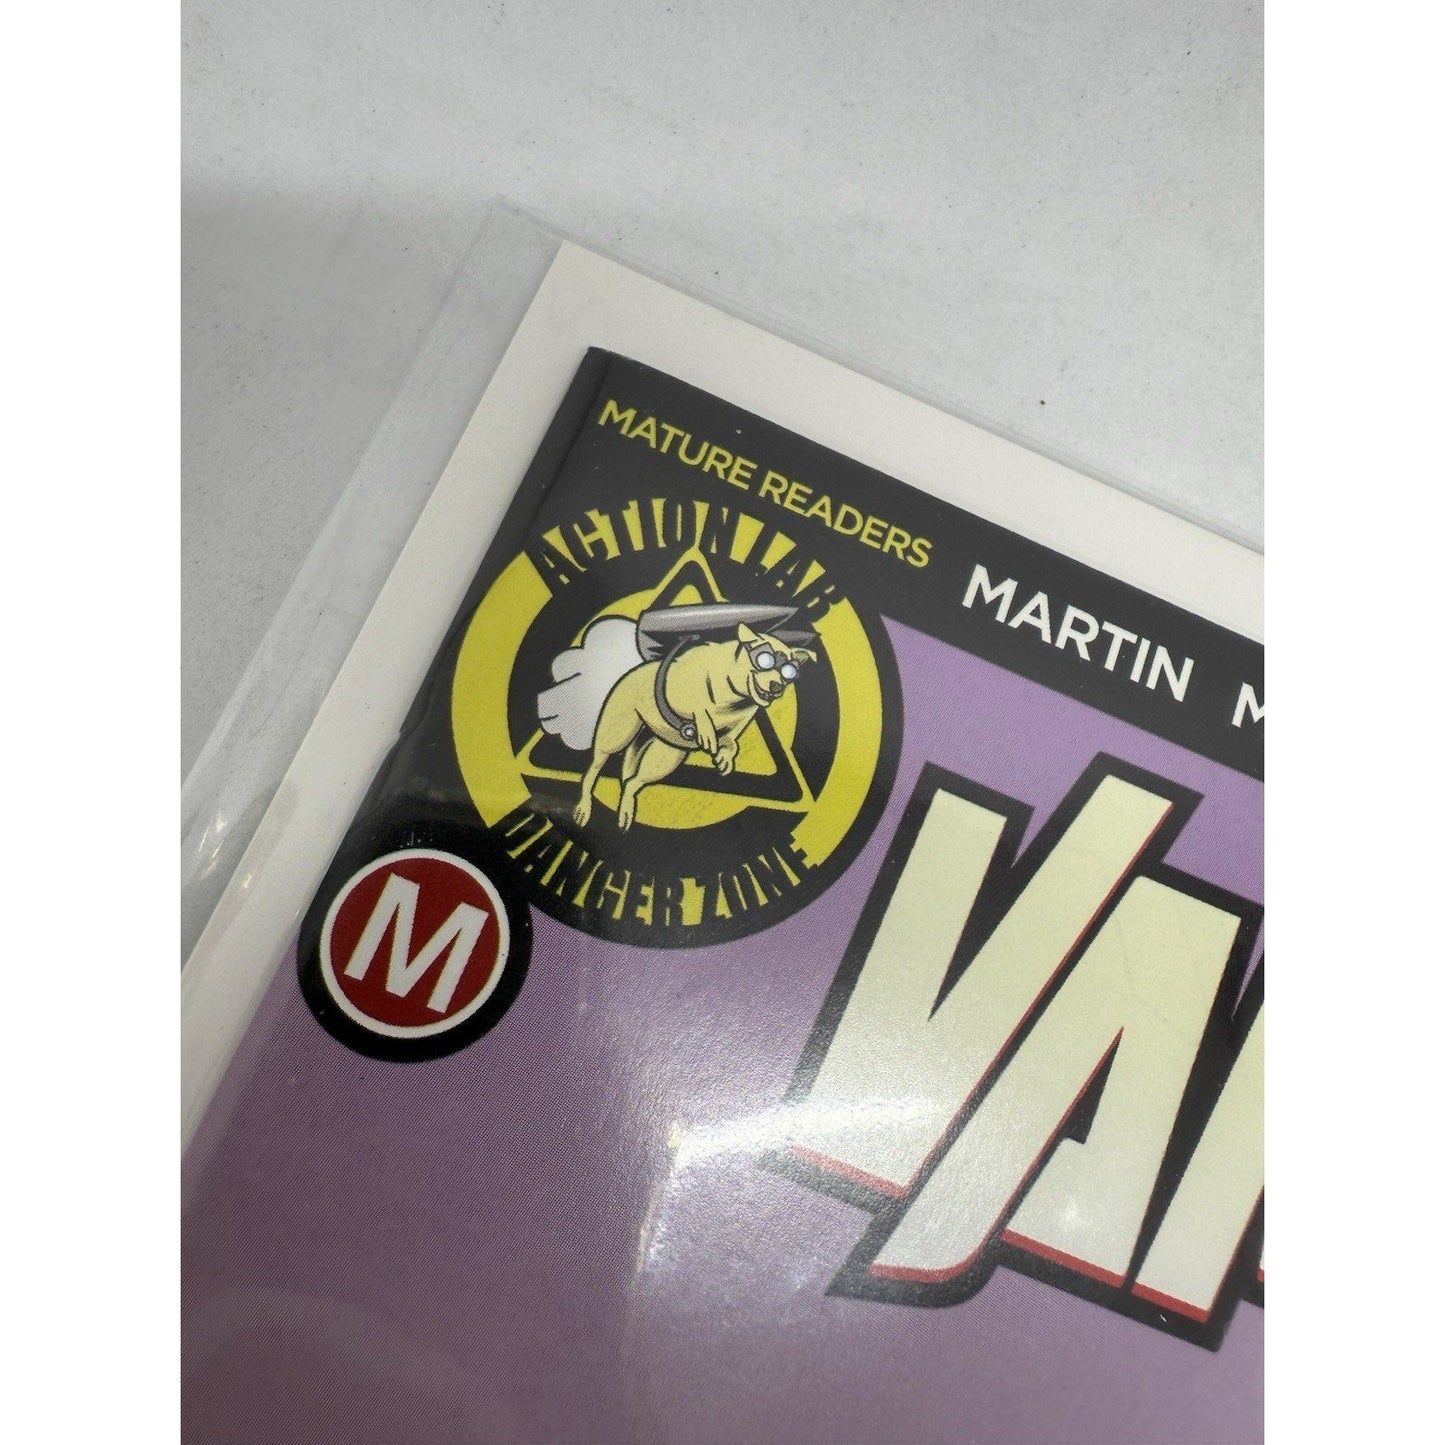 MATURE READERS
MARTIN
ACTION LAB
DANGER ZONE
M